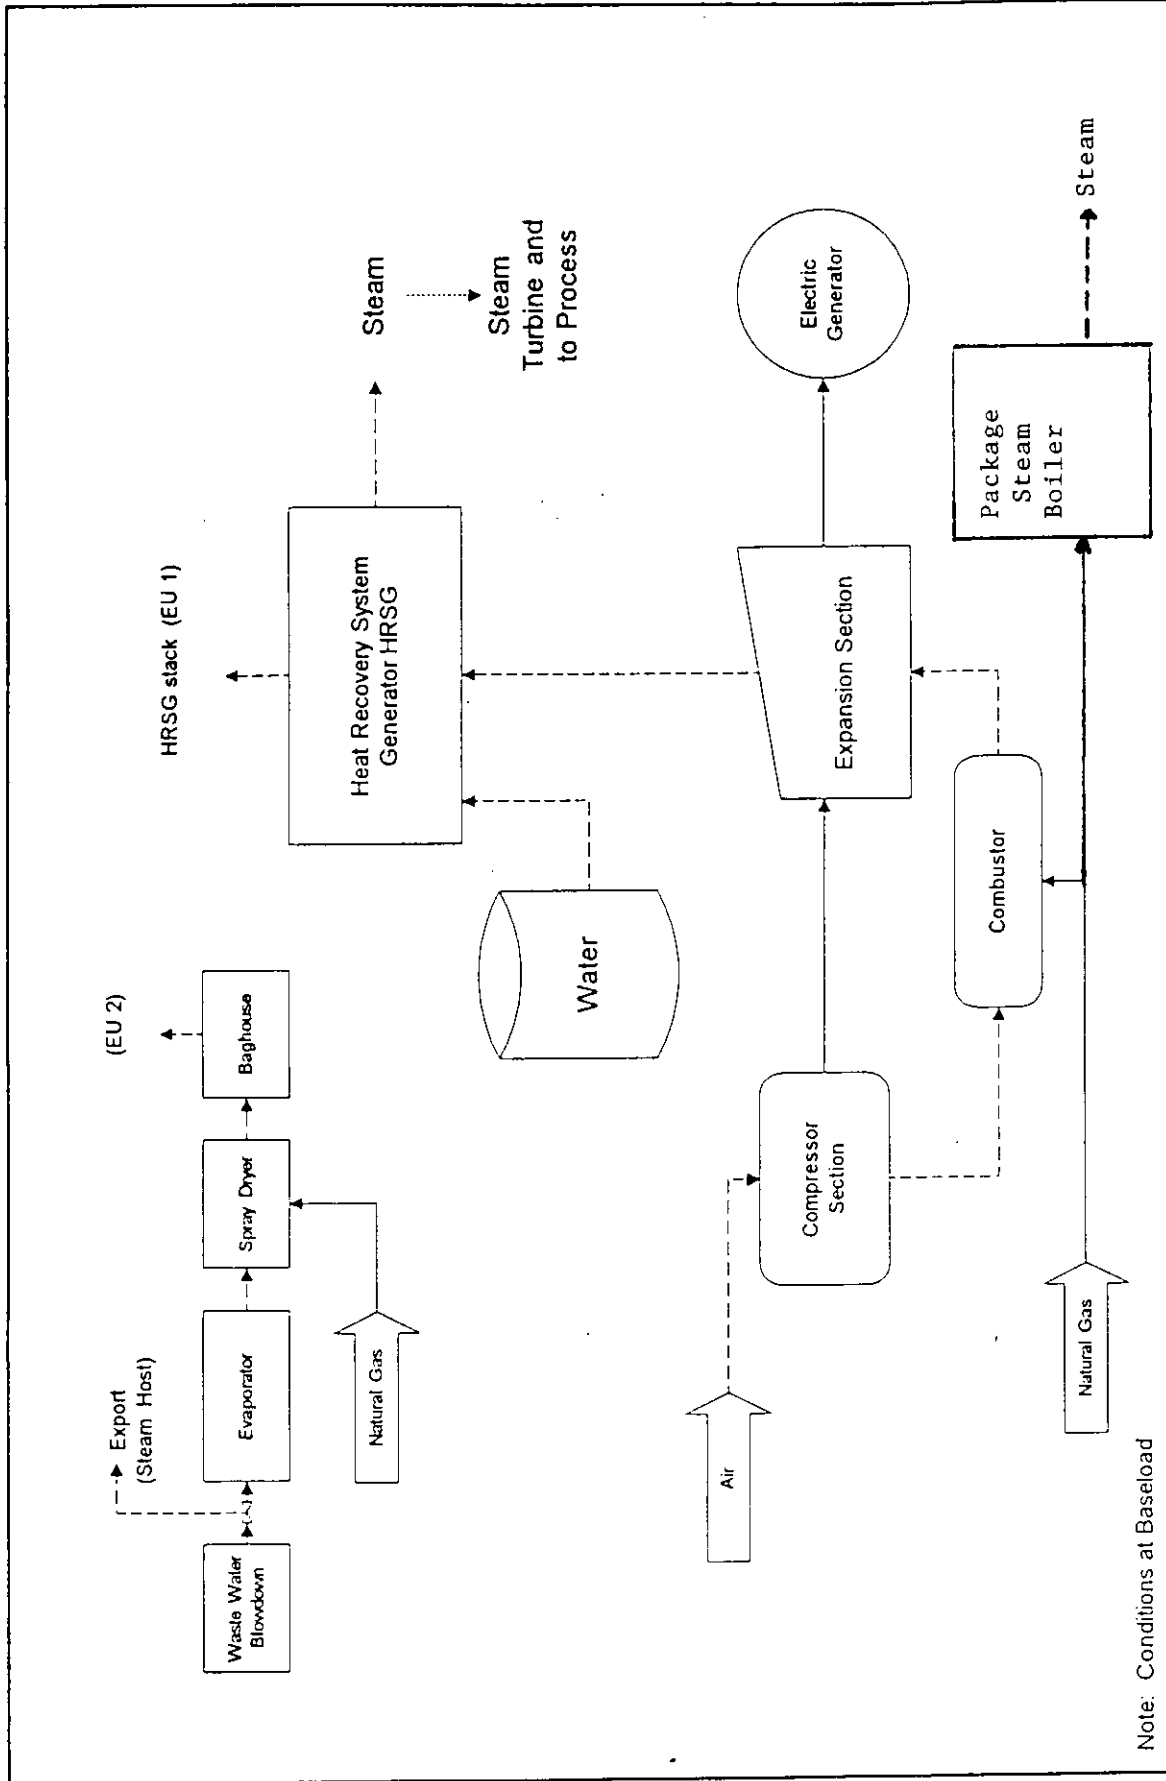 Waste Water
Blowdown
Export
(Steam Host)
Evaporator
Spray Dryer
Baghouse
(EU 2)
Natural Gas
HRSG stack (EU 1)
Heat Recovery System
Generator HRSG
Steam
Steam
Turbine and
to Process
Water
Air
Compressor
Section
Expansion Section
Electric
Generator
Combustor
Natural Gas
Package
Steam
Boiler
Steam
Note: Conditions at Baseload